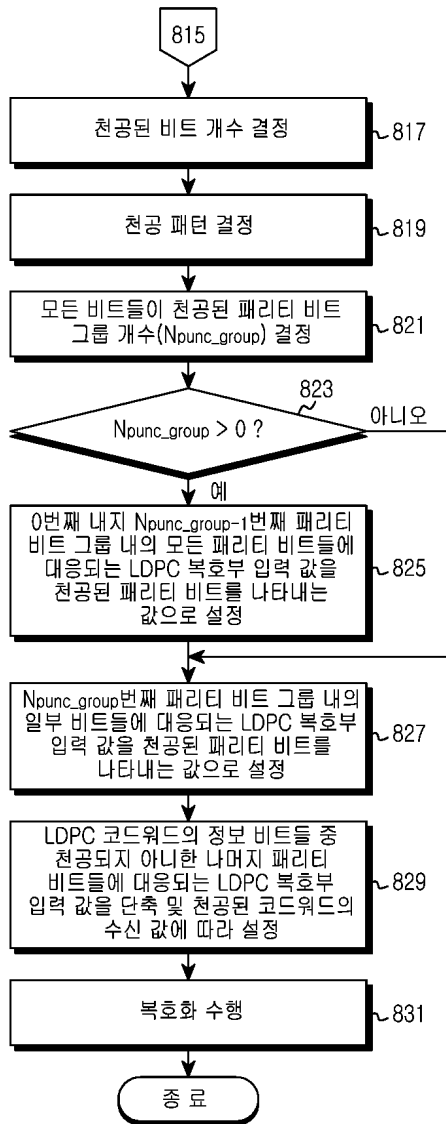 815
천공된 비트 개수 결정
817
천공 패턴 결정
819
모든 비트들이 천공된 패리티 비트
그룹 개수(Npunc_group) 결정
821
823
Npunc_group > 0 ?
아니오
예
0번째 내지 Npunc_group-1번째 패리티
비트 그룹 내의 모든 패리티 비트들에
대응되는 LDPC 복호부 입력 값을
천공된 패리티 비트를 나타내는
값으로 설정
825
Npunc_group번째 패리티 비트 그룹 내의
일부 비트들에 대응되는 LDPC 복호부
입력 값을 천공된 패리티 비트를
나타내는 값으로 설정
827
LDPC 코드워드의 정보 비트들 중
천공되지 아니한 나머지 패리티
비트들에 대응되는 LDPC 복호부
입력 값을 단축 및 천공된 코드워드의
수신 값에 따라 설정
829
복호화 수행
831
종 료